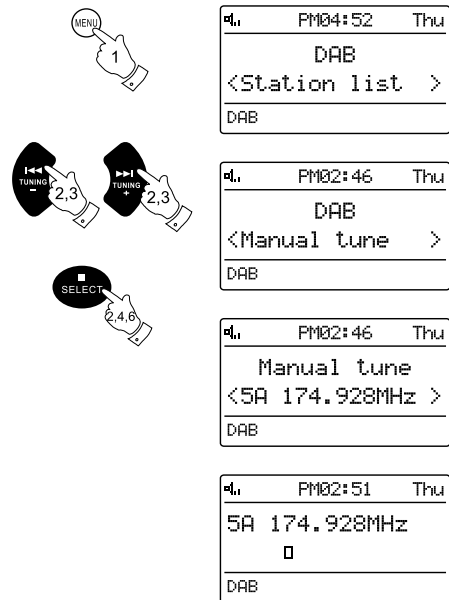 MENU
1
PM04:52 Thu
DAB
<Station list >
DAB
TUNING
-
2,3
TUNING
+
2,3
PM02:46 Thu
DAB
<Manual tune >
DAB
SELECT
2,4,6
PM02:46 Thu
Manual tune
<5A 174.928MHz >
DAB
PM02:51 Thu
5A 174.928MHz
DAB